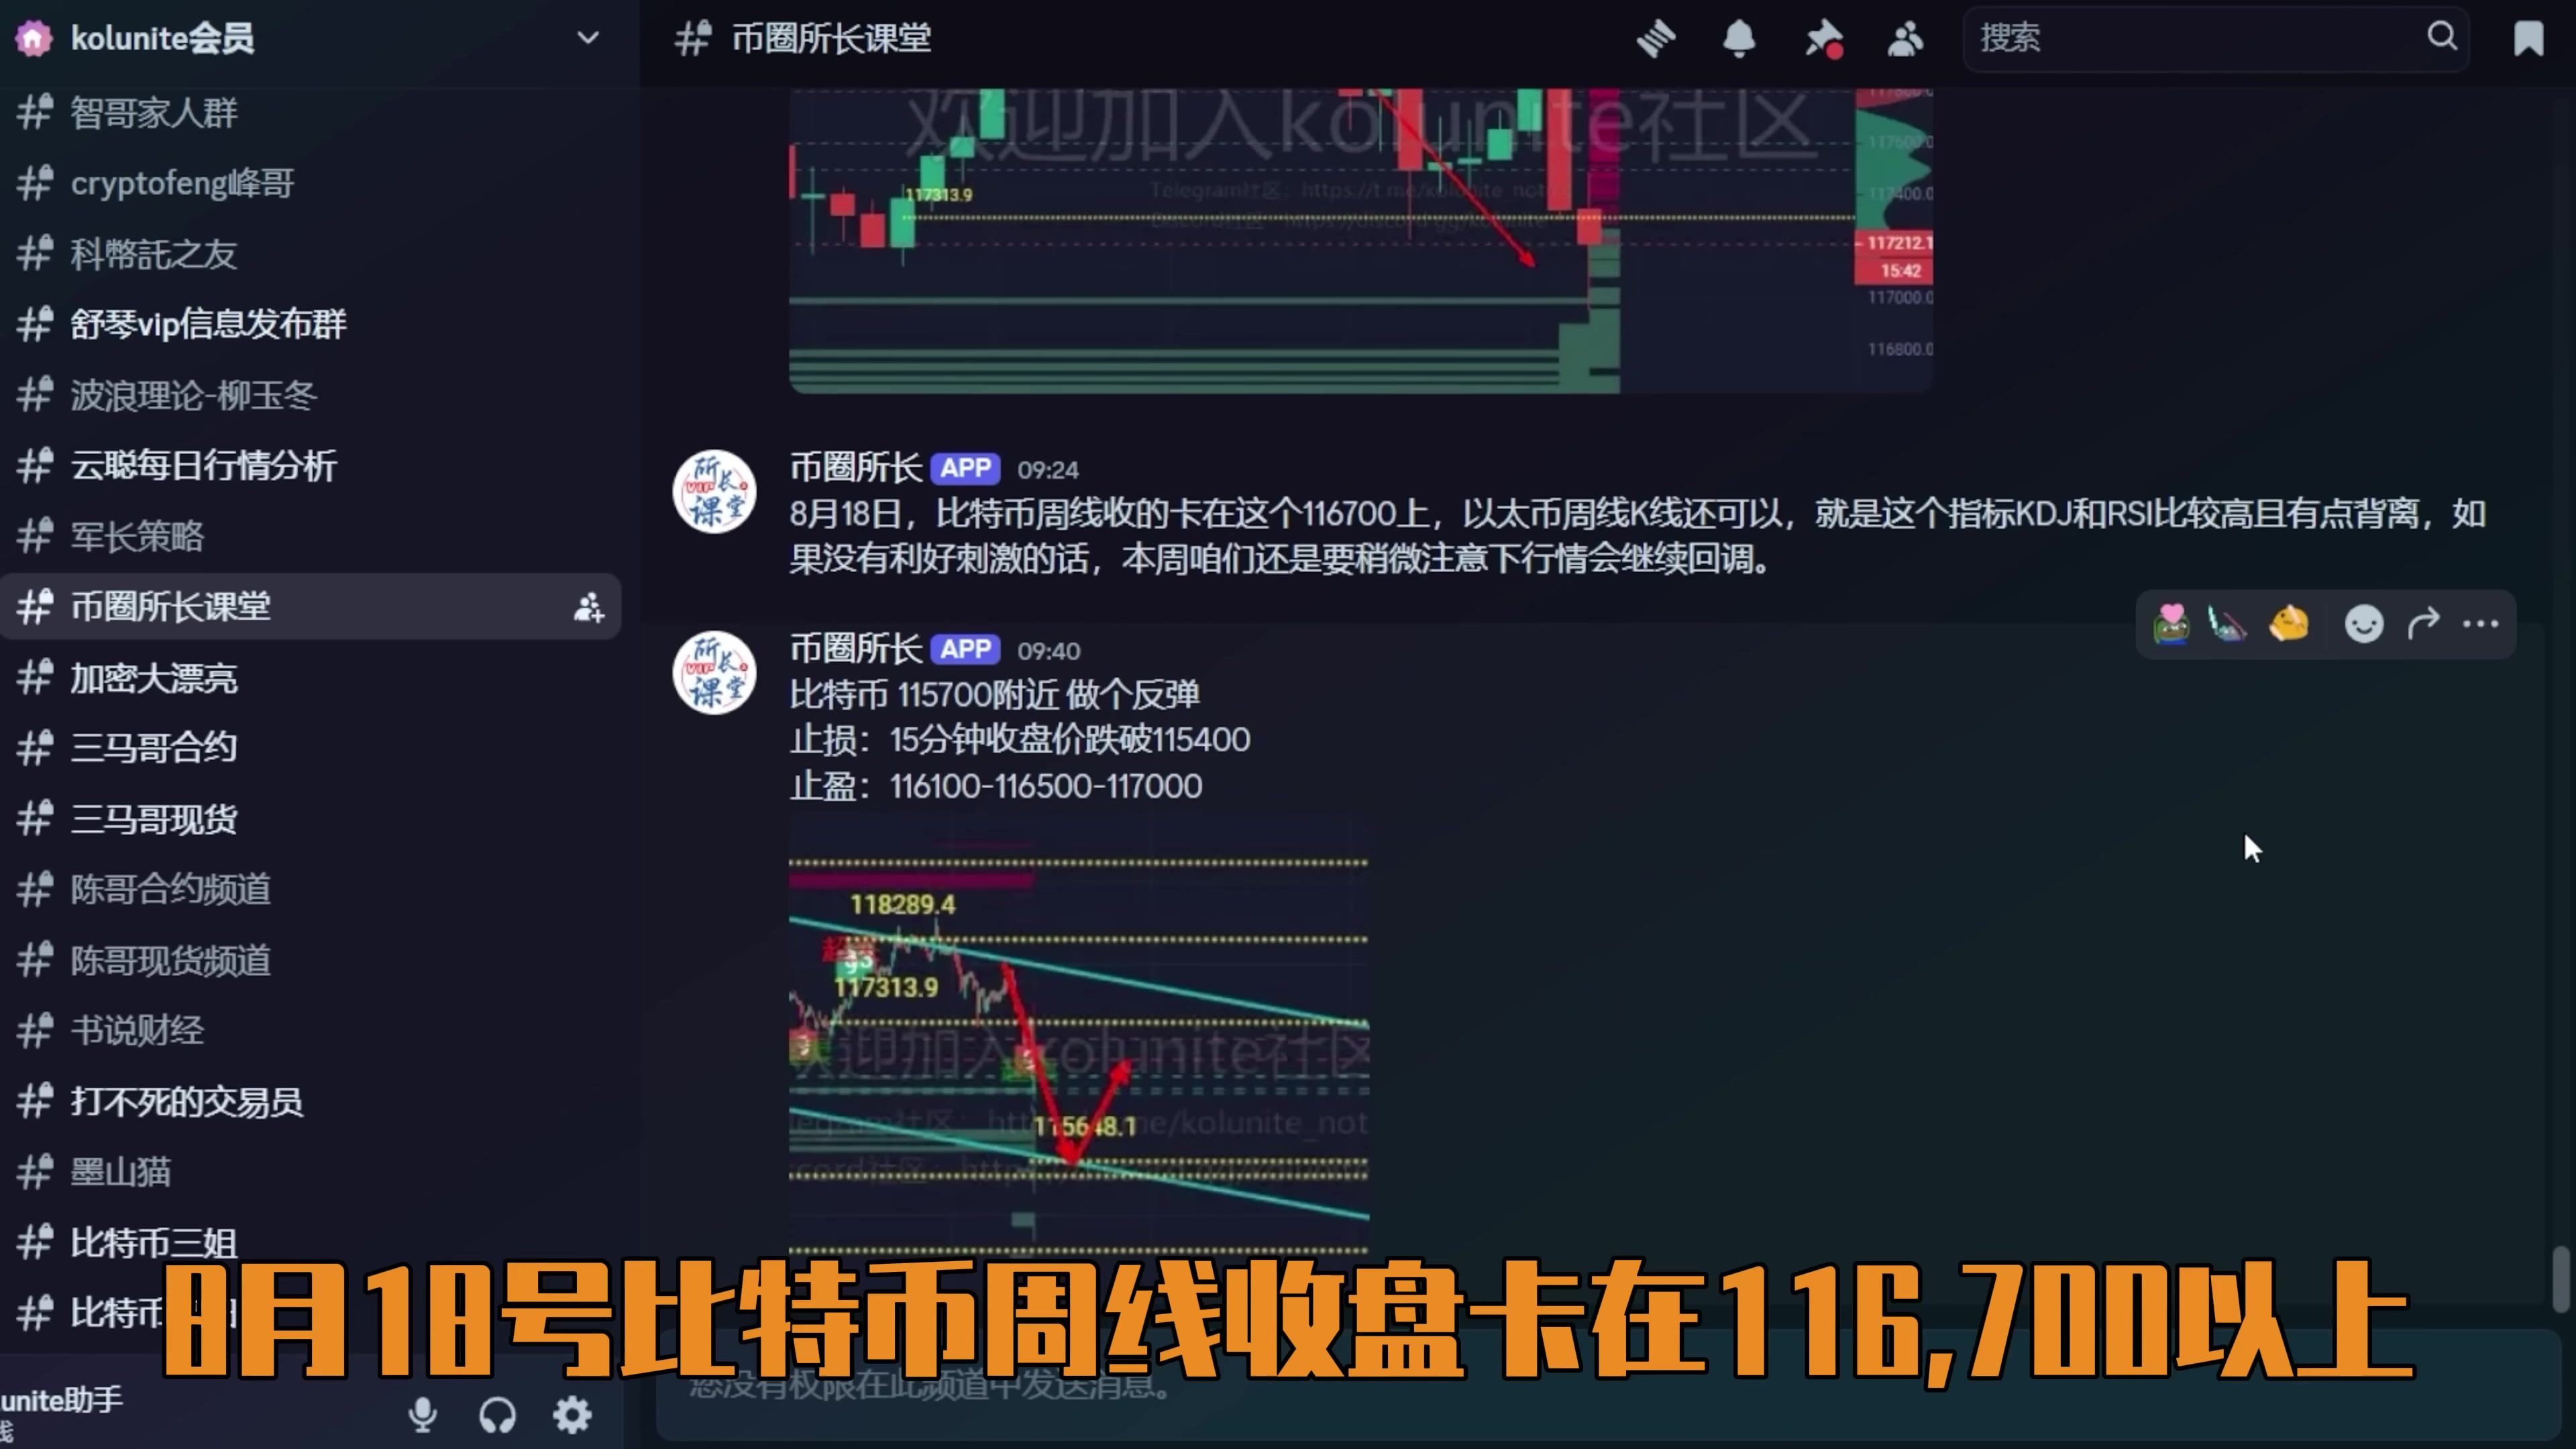 kolunite会员
智哥家人群
cryptofeng峰哥
科幣託之友
舒琴vip信息发布群
波浪理论-柳玉冬
云聪每日行情分析
军长策略
币圈所长课堂
加密大漂亮
三马哥合约
三马哥现货
陈哥合约频道
陈哥现货频道
书说财经
打不死的交易员
墨山猫
比特币三姐
比特币
unite助手
线
币圈所长课堂
搜索
欢迎加入kolunite社区
117313.9
117600.0
117400.0
117212.1
15:42
117000.0
116800.0
币圈所长 APP 09:24
8月18日，比特币周线收的卡在这个116700上，以太币周线K线还可以，就是这个指标KDJ和RSI比较高且有点背离，如
果没有利好刺激的话，本周咱们还是要稍微注意下行情会继续回调。
所长
VIP
课堂
币圈所长 APP 09:40
比特币 115700附近 做个反弹
止损：15分钟收盘价跌破115400
止盈：116100-116500-117000
所长
VIP
课堂
118289.4
117313.9
迎加入kolunite社区
115648.1
8月18号比特币周线收盘卡在116,700以上
您没有权限在此频道中发送消息。